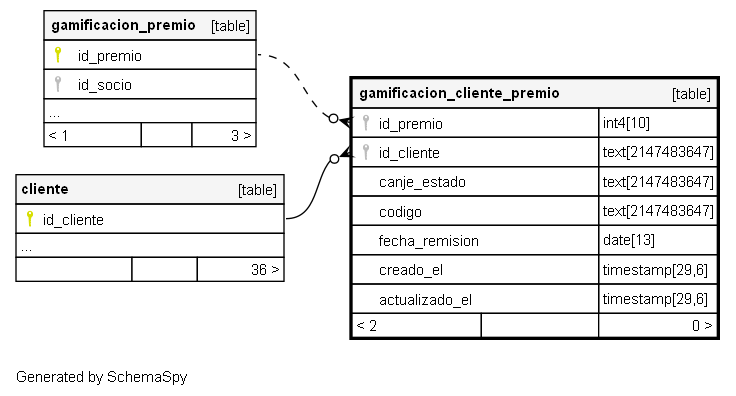 gamificacion_premio [table]
id_premio
id_socio
...
< 1 3 >
cliente [table]
id_cliente
...
36 >
gamificacion_cliente_premio [table]
id_premio int4[10]
id_cliente text[2147483647]
canje_estado text[2147483647]
codigo text[2147483647]
fecha_remision date[13]
creado_el timestamp[29,6]
actualizado_el timestamp[29,6]
< 2 0 >
Generated by SchemaSpy